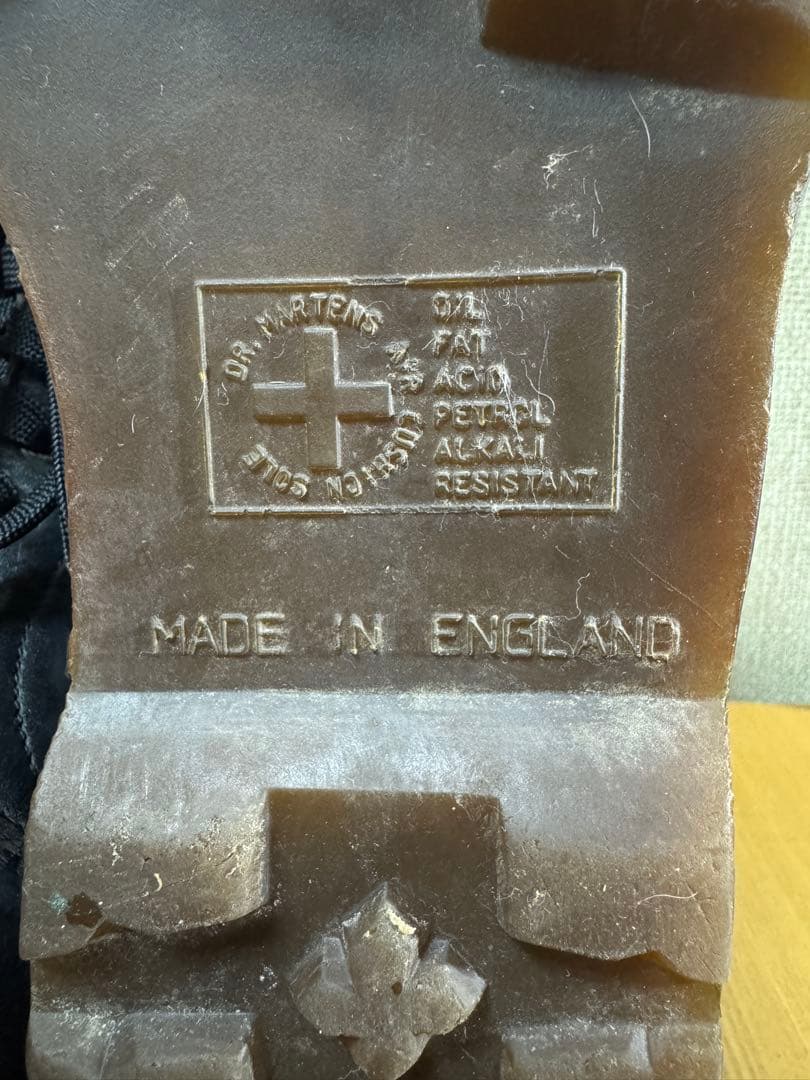 DR. MARTENS AIR CUSHION SOLE
OIL
FAT
ACID
PETROL
ALKALI
RESISTANT
MADE IN ENGLAND